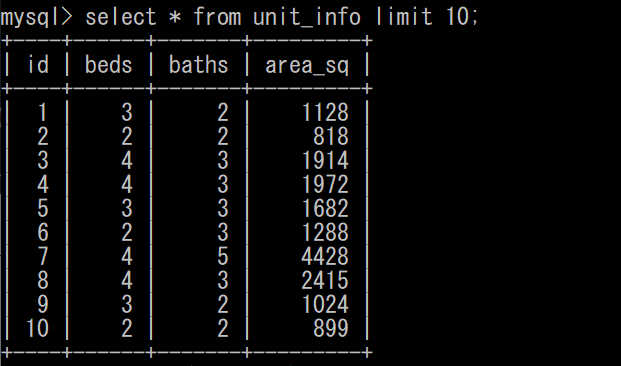 mysql> select * from unit_info limit 10;
+----+------+-------+---------+
| id | beds | baths | area_sq |
+----+------+-------+---------+
|  1 |    3 |     2 |    1128 |
|  2 |    2 |     2 |     818 |
|  3 |    4 |     3 |    1914 |
|  4 |    4 |     3 |    1972 |
|  5 |    3 |     3 |    1682 |
|  6 |    2 |     3 |    1288 |
|  7 |    4 |     5 |    4428 |
|  8 |    4 |     3 |    2415 |
|  9 |    3 |     2 |    1024 |
| 10 |    2 |     2 |     899 |
+----+------+-------+---------+